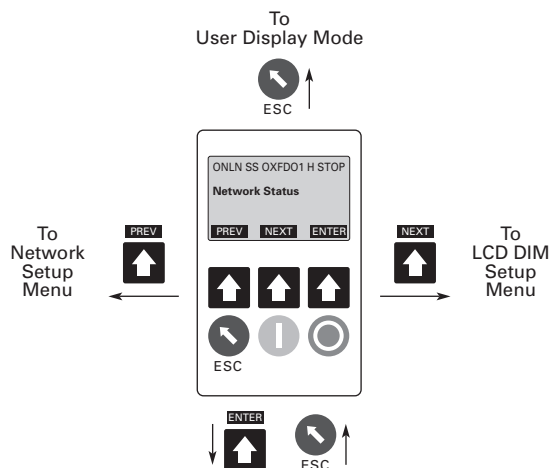 To
User Display Mode
ESC
ONLN SS OXFDO1 H STOP
Network Status
PREV NEXT ENTER
To
Network
Setup
Menu
PREV
NEXT
To
LCD DIM
Setup
Menu
ESC
ENTER
ESC